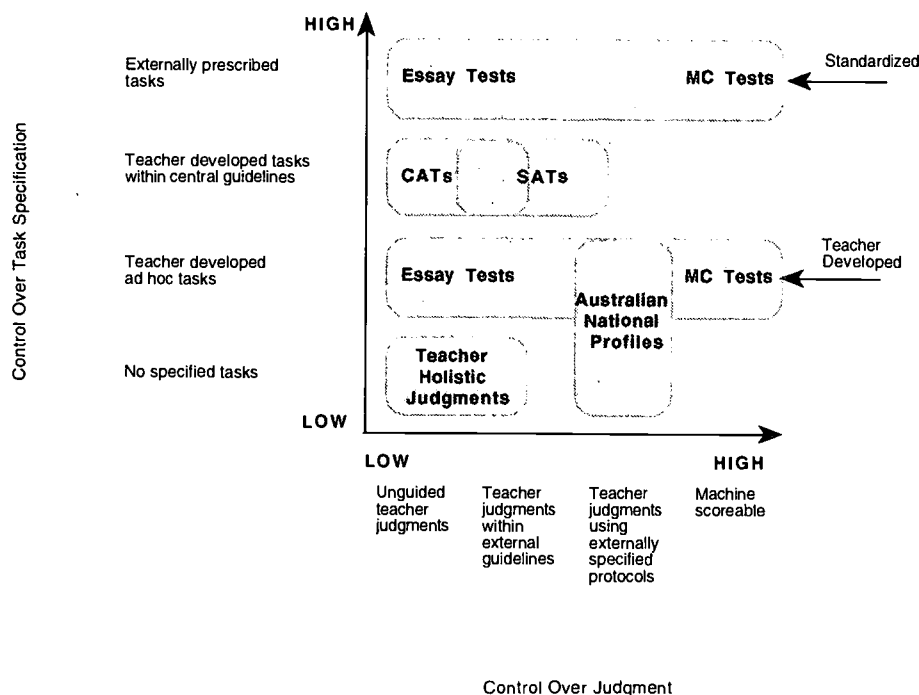 HIGH
Externally prescribed
tasks
Essay Tests
MC Tests
Standardized
Teacher developed tasks
within central guidelines
CATs
SATs
Control Over Task Specification
Teacher developed
ad hoc tasks
Essay Tests
MC Tests
Teacher
Developed
Australian
National
Profiles
No specified tasks
Teacher
Holistic
Judgments
LOW
LOW
HIGH
Unguided
teacher
judgments
Teacher
judgments
within
external
guidelines
Teacher
judgments
using
externally
specified
protocols
Machine
scoreable
Control Over Judgment